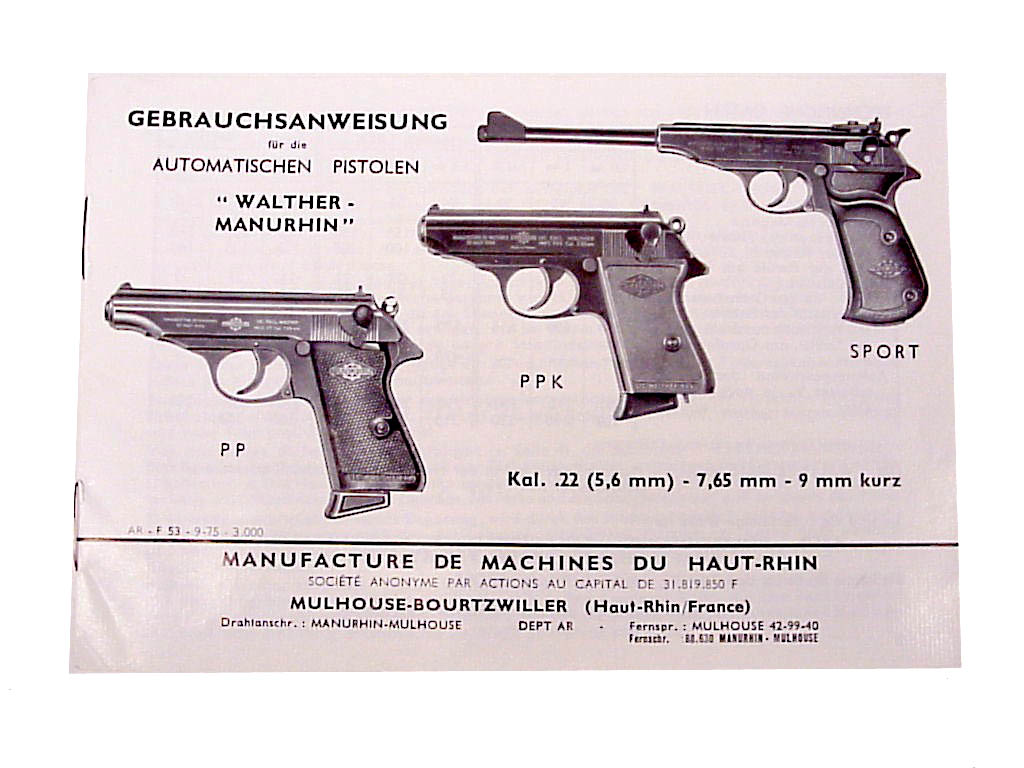 GEBRAUCHSANWEISUNG
für die
AUTOMATISCHEN PISTOLEN
" WALTHER -
MANURHIN "
SPORT
PPK
PP
Kal. .22 (5,6 mm) - 7,65 mm - 9 mm kurz
AR - F 53 - 9-75 - 3.000
MANUFACTURE DE MACHINES DU HAUT-RHIN
SOCIÉTÉ ANONYME PAR ACTIONS AU CAPITAL DE 31.819.850 F
MULHOUSE-BOURTZWILLER (Haut-Rhin/France)
Drahtanschr. : MANURHIN-MULHOUSE DEPT AR - Fernspr. : MULHOUSE 42-99-40
Fernschr. :88.630 MANURHIN - MULHOUSE